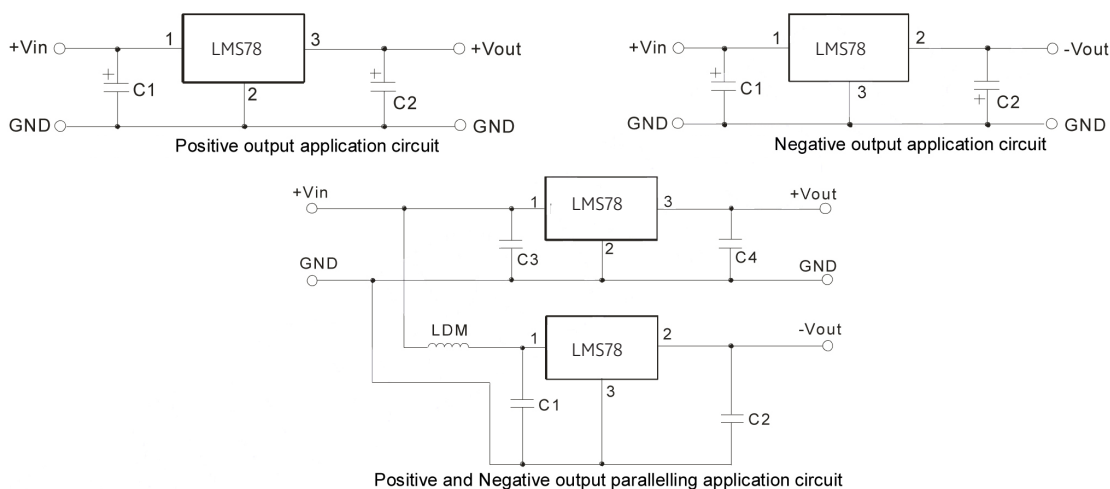 +Vin 1 LMS78 3 +Vout
+ C1 2 + C2
GND GND
Positive output application circuit
+Vin 1 LMS78 2 -Vout
+ C1 3 + C2
GND GND
Negative output application circuit
+Vin 1 LMS78 3 +Vout
C3 2 C4
GND GND
LDM 1 LMS78 2 -Vout
C1 3 C2
Positive and Negative output parallelling application circuit